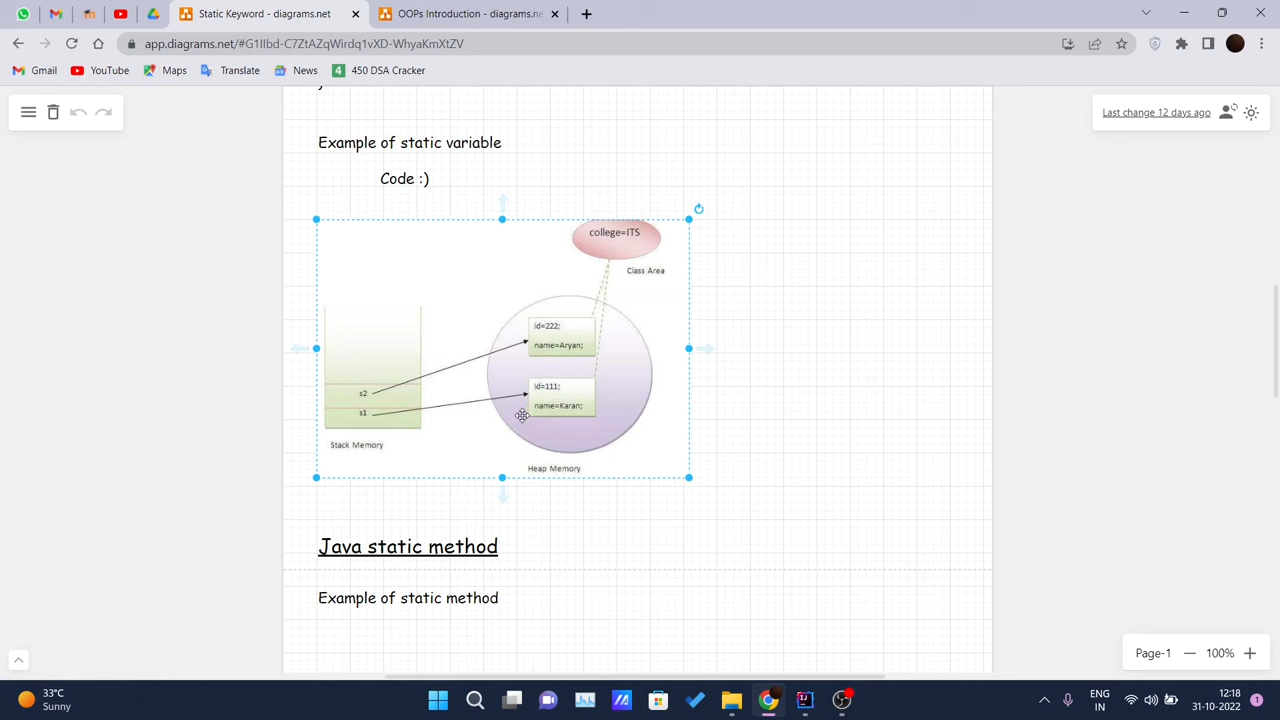 Static Keyword - diagrams.net
OOPs Introduction - diagrams.ne
app.diagrams.net/#G1IIbd-C7ZtAZqWirdq1vXD-WhyaKmXtZV
Gmail
YouTube
Maps
Translate
News
4
450 DSA Cracker
Last change 12 days ago
Example of static variable
Code :)
college=ITS
Class Area
id=222;
name=Aryan;
id=111;
name=Karan;
s2
s1
Stack Memory
Heap Memory
Java static method
Example of static method
Page-1
100%
33°C
Sunny
ENG
IN
12:18
31-10-2022
1